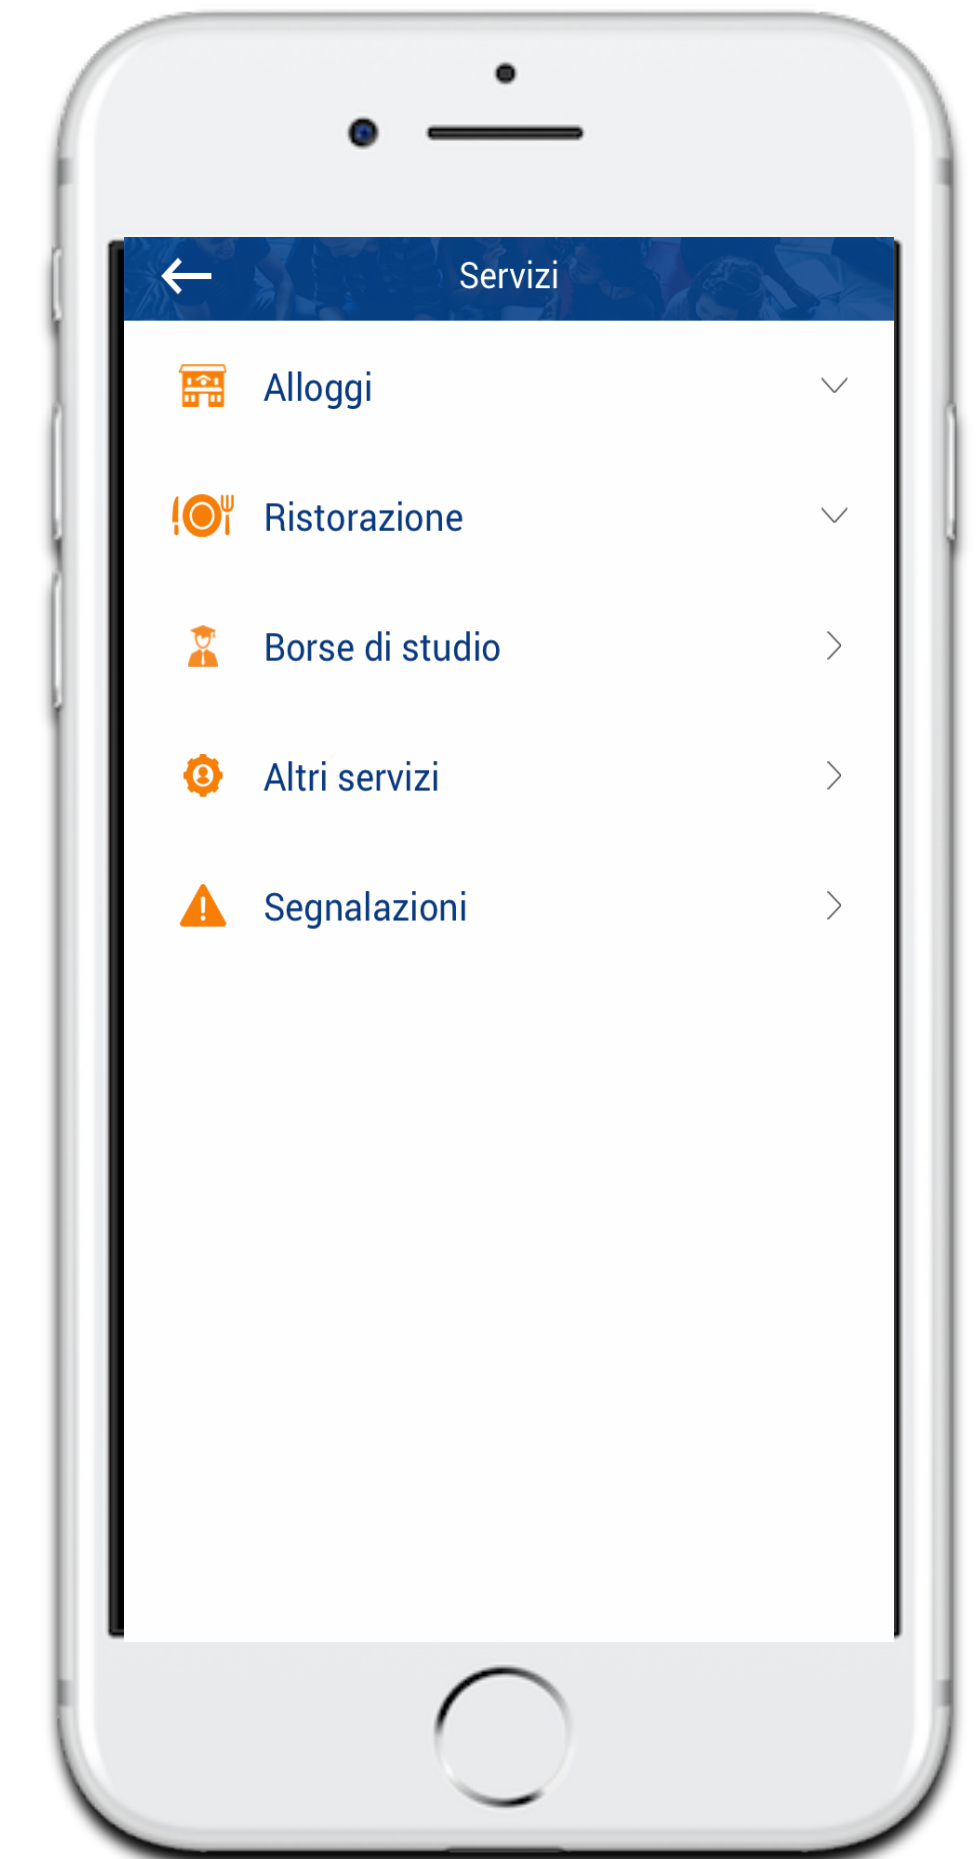 Servizi
Alloggi
Ristorazione
Borse di studio
Altri servizi
Segnalazioni